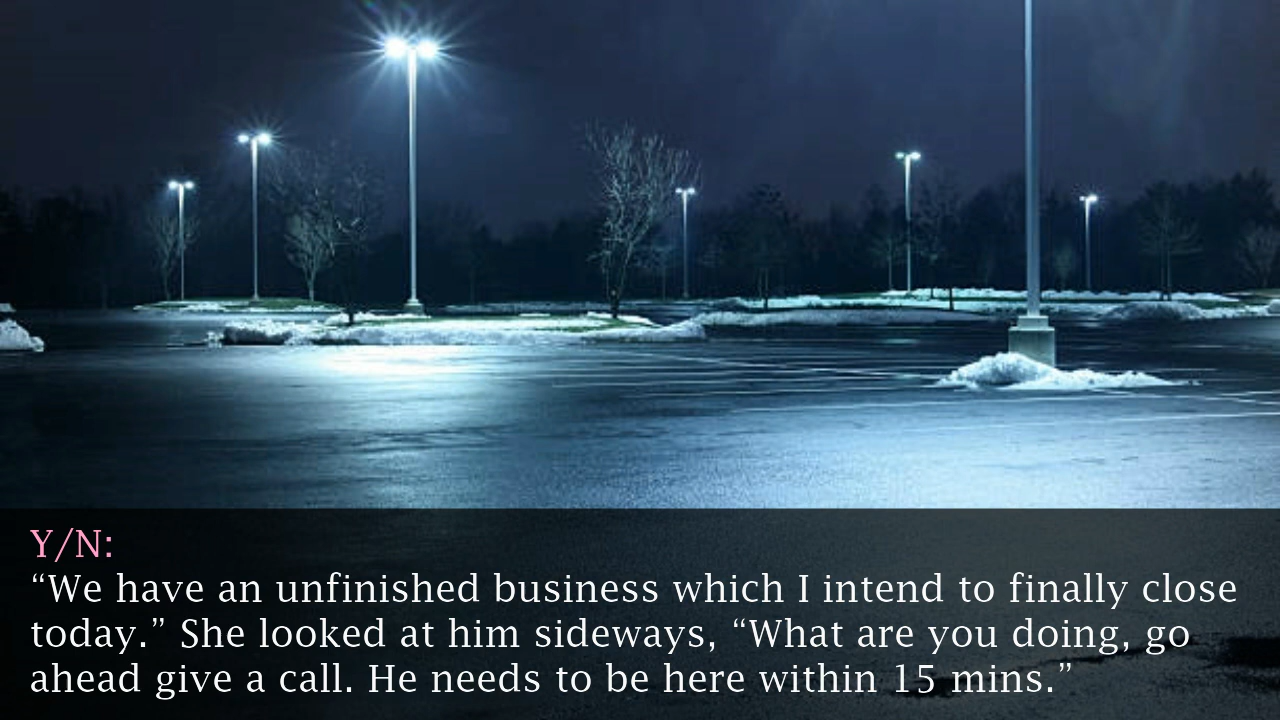 Y/N:
“We have an unfinished business which I intend to finally close
today.” She looked at him sideways, “What are you doing, go
ahead give a call. He needs to be here within 15 mins.”